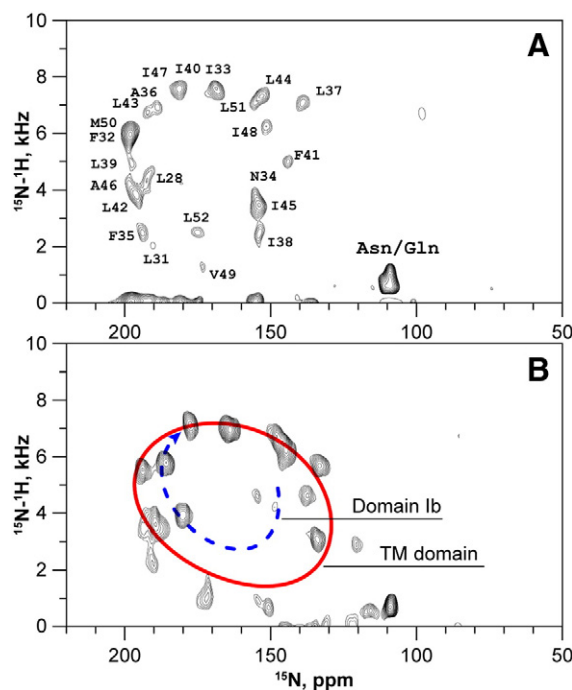 A
10
8
6
4
2
0
¹⁵N-¹H, kHz
I47 I40 I33
L44
L37
A36
L43
L51
M50
F32
I48
L39
F41
A46
L28
N34
L42
I45
F35
L52
I38
L31
V49
Asn/Gln
200 150 100 50
B
10
8
6
4
2
0
¹⁵N-¹H, kHz
Domain Ib
TM domain
200 150 100 50
¹⁵N, ppm